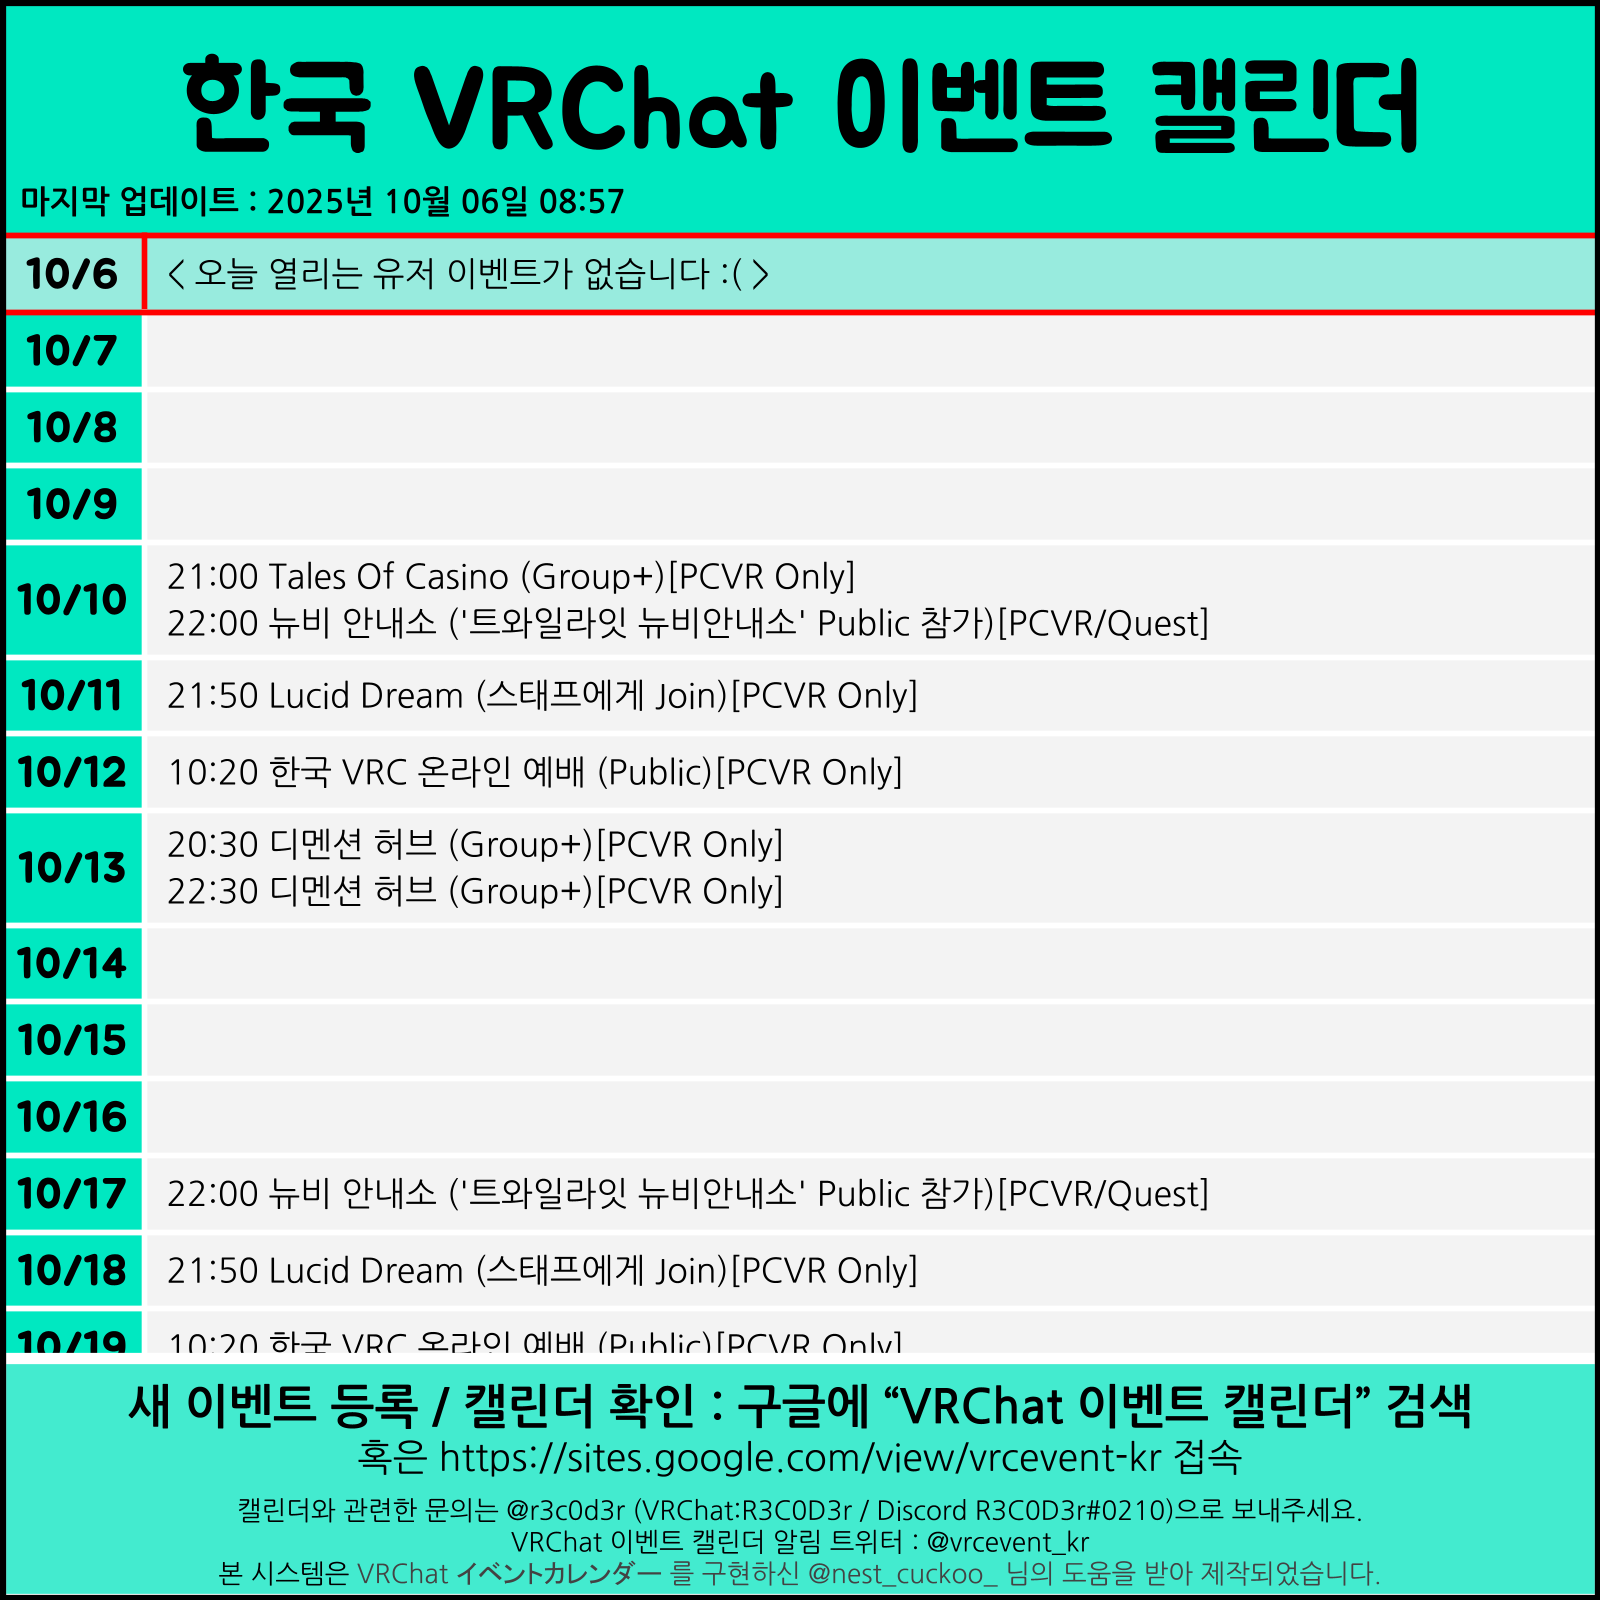 한국 VRChat 이벤트 캘린더
마지막 업데이트 : 2025년 10월 06일 08:57
10/6 < 오늘 열리는 유저 이벤트가 없습니다 :( >
10/7
10/8
10/9
10/10
21:00 Tales Of Casino (Group+)[PCVR Only]
22:00 뉴비 안내소 ('트와일라잇 뉴비안내소' Public 참가)[PCVR/Quest]
10/11 21:50 Lucid Dream (스태프에게 Join)[PCVR Only]
10/12 10:20 한국 VRC 온라인 예배 (Public)[PCVR Only]
10/13
20:30 디멘션 허브 (Group+)[PCVR Only]
22:30 디멘션 허브 (Group+)[PCVR Only]
10/14
10/15
10/16
10/17 22:00 뉴비 안내소 ('트와일라잇 뉴비안내소' Public 참가)[PCVR/Quest]
10/18 21:50 Lucid Dream (스태프에게 Join)[PCVR Only]
10/19 10:20 한국 VRC 온라인 예배 (Public)[PCVR Only]
새 이벤트 등록 / 캘린더 확인 : 구글에 “VRChat 이벤트 캘린더” 검색
혹은 https://sites.google.com/view/vrcevent-kr 접속
캘린더와 관련한 문의는 @r3c0d3r (VRChat:R3C0D3r / Discord R3C0D3r#0210)으로 보내주세요.
VRChat 이벤트 캘린더 알림 트위터 : @vrcevent_kr
본 시스템은 VRChat イベントカレンダー 를 구현하신 @nest_cuckoo_ 님의 도움을 받아 제작되었습니다.